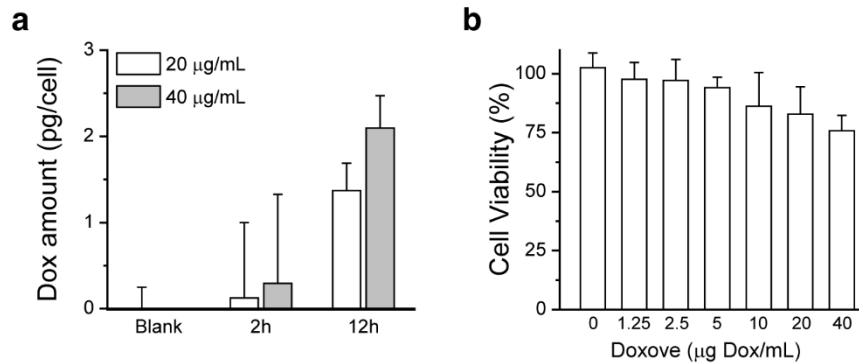 a
Dox amount (pg/cell)
3
2
1
0
20 μg/mL
40 μg/mL
Blank
2h
12h
b
Cell Viability (%)
100
75
50
25
0
0
1.25
2.5
5
10
20
40
Doxove (μg Dox/mL)